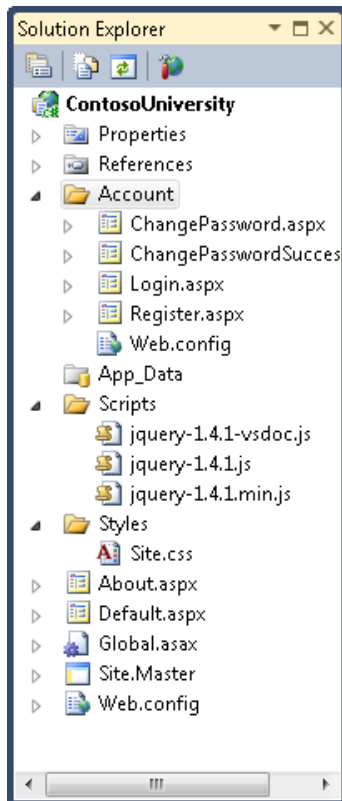 Solution Explorer
ContosoUniversity
Properties
References
Account
ChangePassword.aspx
ChangePasswordSucces
Login.aspx
Register.aspx
Web.config
App_Data
Scripts
jquery-1.4.1-vsdoc.js
jquery-1.4.1.js
jquery-1.4.1.min.js
Styles
Site.css
About.aspx
Default.aspx
Global.asax
Site.Master
Web.config